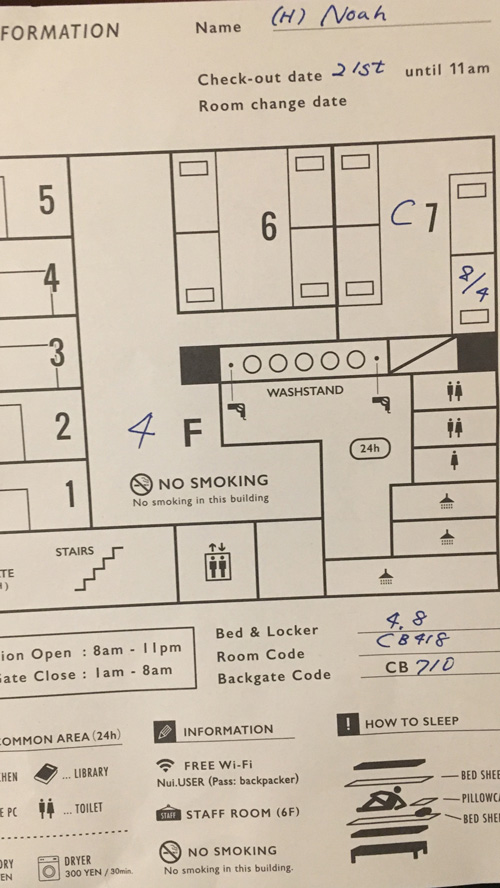 FORMATION
Name (H) Noah
Check-out date 21st until 11am
Room change date
5
6
C 7
4
8/4
3
WASHSTAND
2
4 F
24h
1
NO SMOKING
No smoking in this building
STAIRS
TE
)
Bed & Locker 4.8
ion Open : 8am - 11pm
Room Code CB418
ate Close : 1am - 8am
Backgate Code CB 710
OMMON AREA (24h)
INFORMATION
! HOW TO SLEEP
HEN
... LIBRARY
FREE Wi-Fi
Nui.USER (Pass: backpacker)
BED SHEE
PILLOWCA
BED SHE
E PC
... TOILET
STAFF STAFF ROOM (6F)
RY
EN
DRYER
300 YEN / 30min.
NO SMOKING
No smoking in this building.